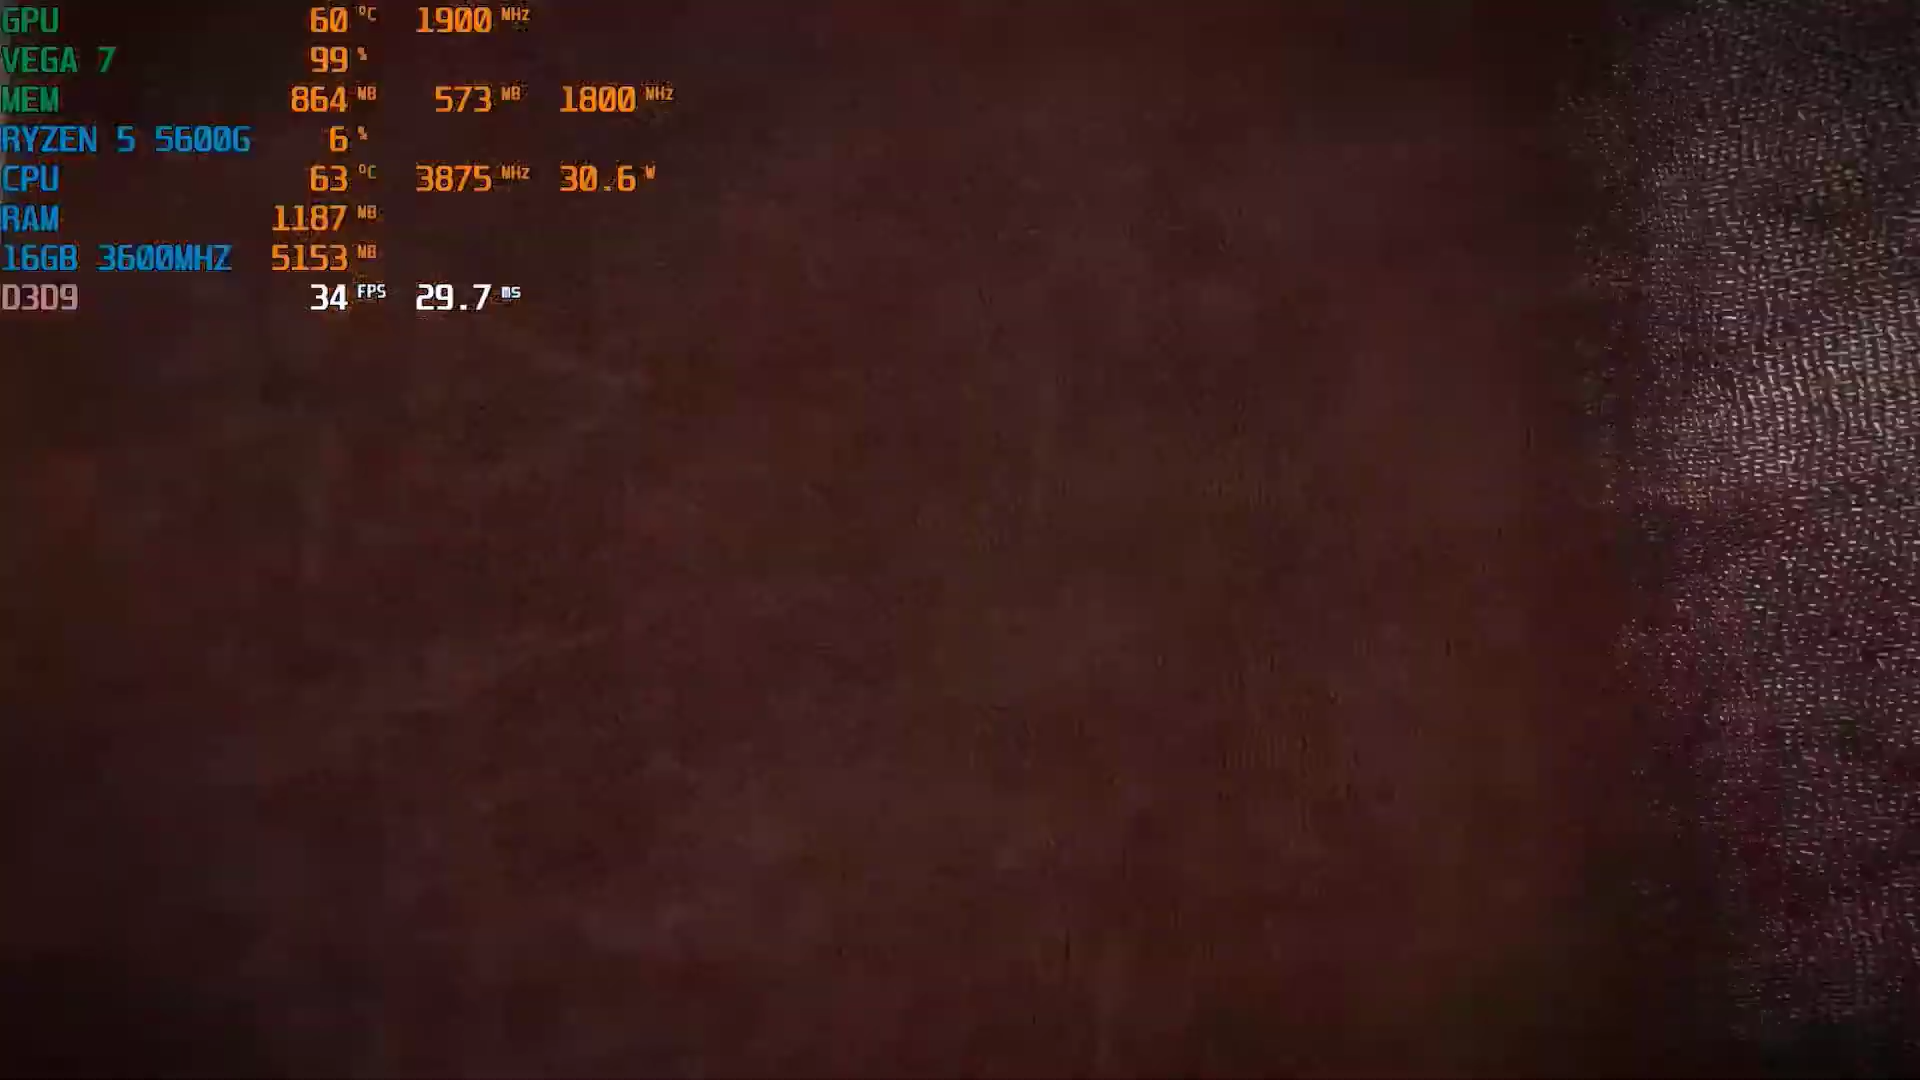 GPU 60 °C 1900 MHz
VEGA 7 99 %
MEM 864 MB 573 MB 1800 MHz
RYZEN 5 5600G 6 %
CPU 63 °C 3875 MHz 30.6 W
RAM 1187 MB
16GB 3600MHZ 5153 MB
D3D9 34 FPS 29.7 ms